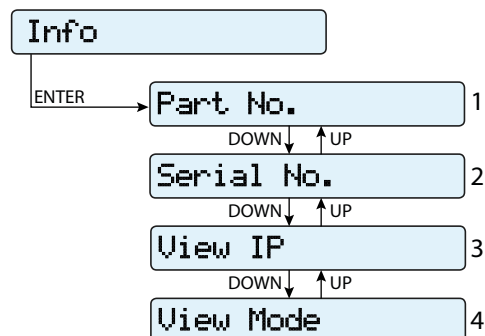 Info
ENTER
Part No. 1
DOWN UP
Serial No. 2
DOWN UP
View IP 3
DOWN UP
View Mode 4